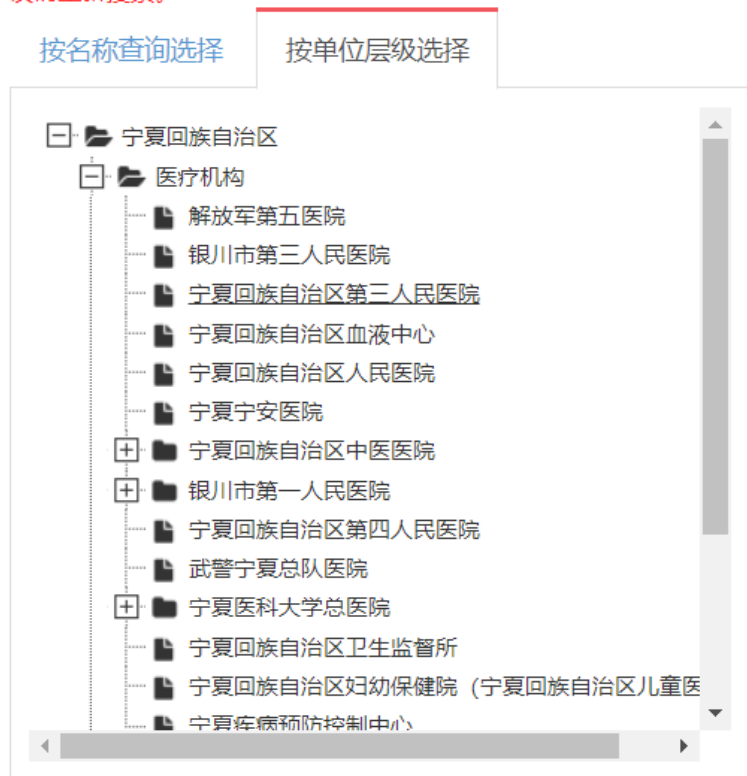 按名称查询选择 按单位层级选择
宁夏回族自治区
医疗机构
解放军第五医院
银川市第三人民医院
宁夏回族自治区第三人民医院
宁夏回族自治区血液中心
宁夏回族自治区人民医院
宁夏宁安医院
宁夏回族自治区中医医院
银川市第一人民医院
宁夏回族自治区第四人民医院
武警宁夏总队医院
宁夏医科大学总医院
宁夏回族自治区卫生监督所
宁夏回族自治区妇幼保健院（宁夏回族自治区儿童医
宁夏疾病预防控制中心